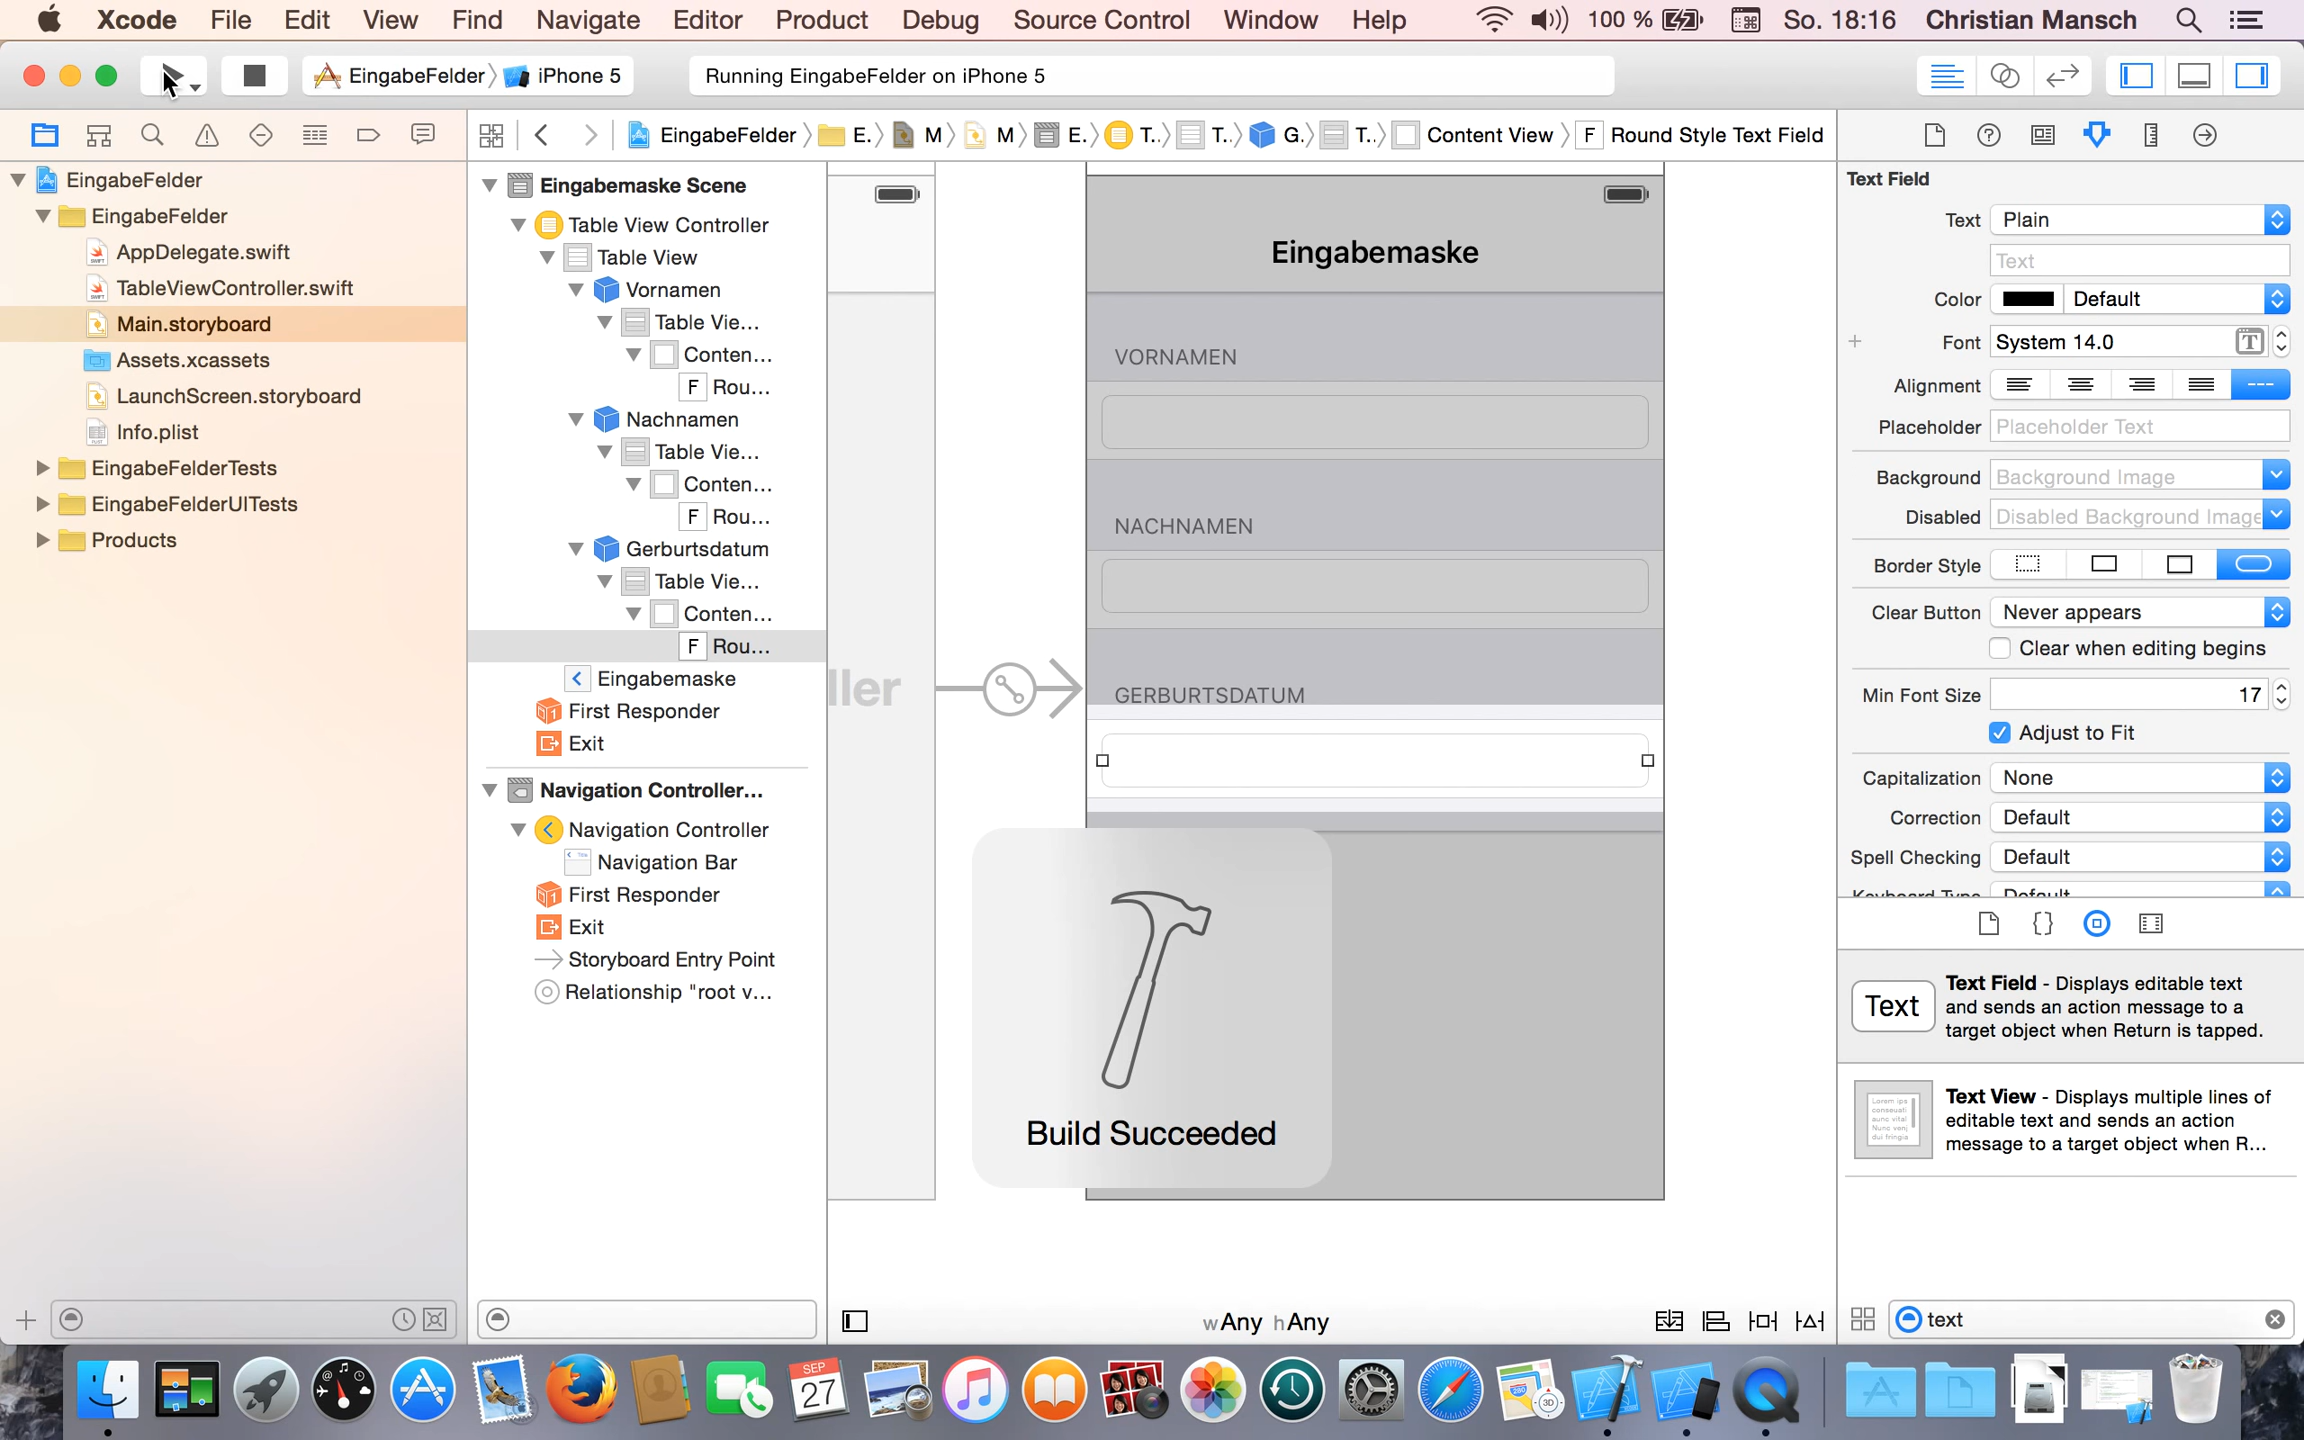 Xcode File Edit View Find Navigate Editor Product Debug Source Control Window Help 100 % So. 18:16 Christian Mansch
EingabeFelder iPhone 5 Running EingabeFelder on iPhone 5
EingabeFelder E. M M E. T.. T.. G. T.. Content View F Round Style Text Field
EingabeFelder
EingabeFelder
AppDelegate.swift
TableViewController.swift
Main.storyboard
Assets.xcassets
LaunchScreen.storyboard
Info.plist
EingabeFelderTests
EingabeFelderUITests
Products
Eingabemaske Scene
Table View Controller
Table View
Vornamen
Table Vie...
Conten...
F Rou...
Nachnamen
Table Vie...
Conten...
F Rou...
Gerburtsdatum
Table Vie...
Conten...
F Rou...
Eingabemaske
First Responder
Exit
Navigation Controller...
Navigation Controller
Navigation Bar
First Responder
Exit
Storyboard Entry Point
Relationship "root v...
ller
Eingabemaske
VORNAMEN
NACHNAMEN
GERBURTSDATUM
Build Succeeded
wAny hAny
Text Field
Text Plain
Text
Color Default
Font System 14.0 T
Alignment
Placeholder Placeholder Text
Background Background Image
Disabled Disabled Background Image
Border Style
Clear Button Never appears
Clear when editing begins
Min Font Size 17
Adjust to Fit
Capitalization None
Correction Default
Spell Checking Default
Keyboard Type Default
Text
Text Field - Displays editable text
and sends an action message to a
target object when Return is tapped.
Text View - Displays multiple lines of
editable text and sends an action
message to a target object when R...
text
SEP
27
280
3D